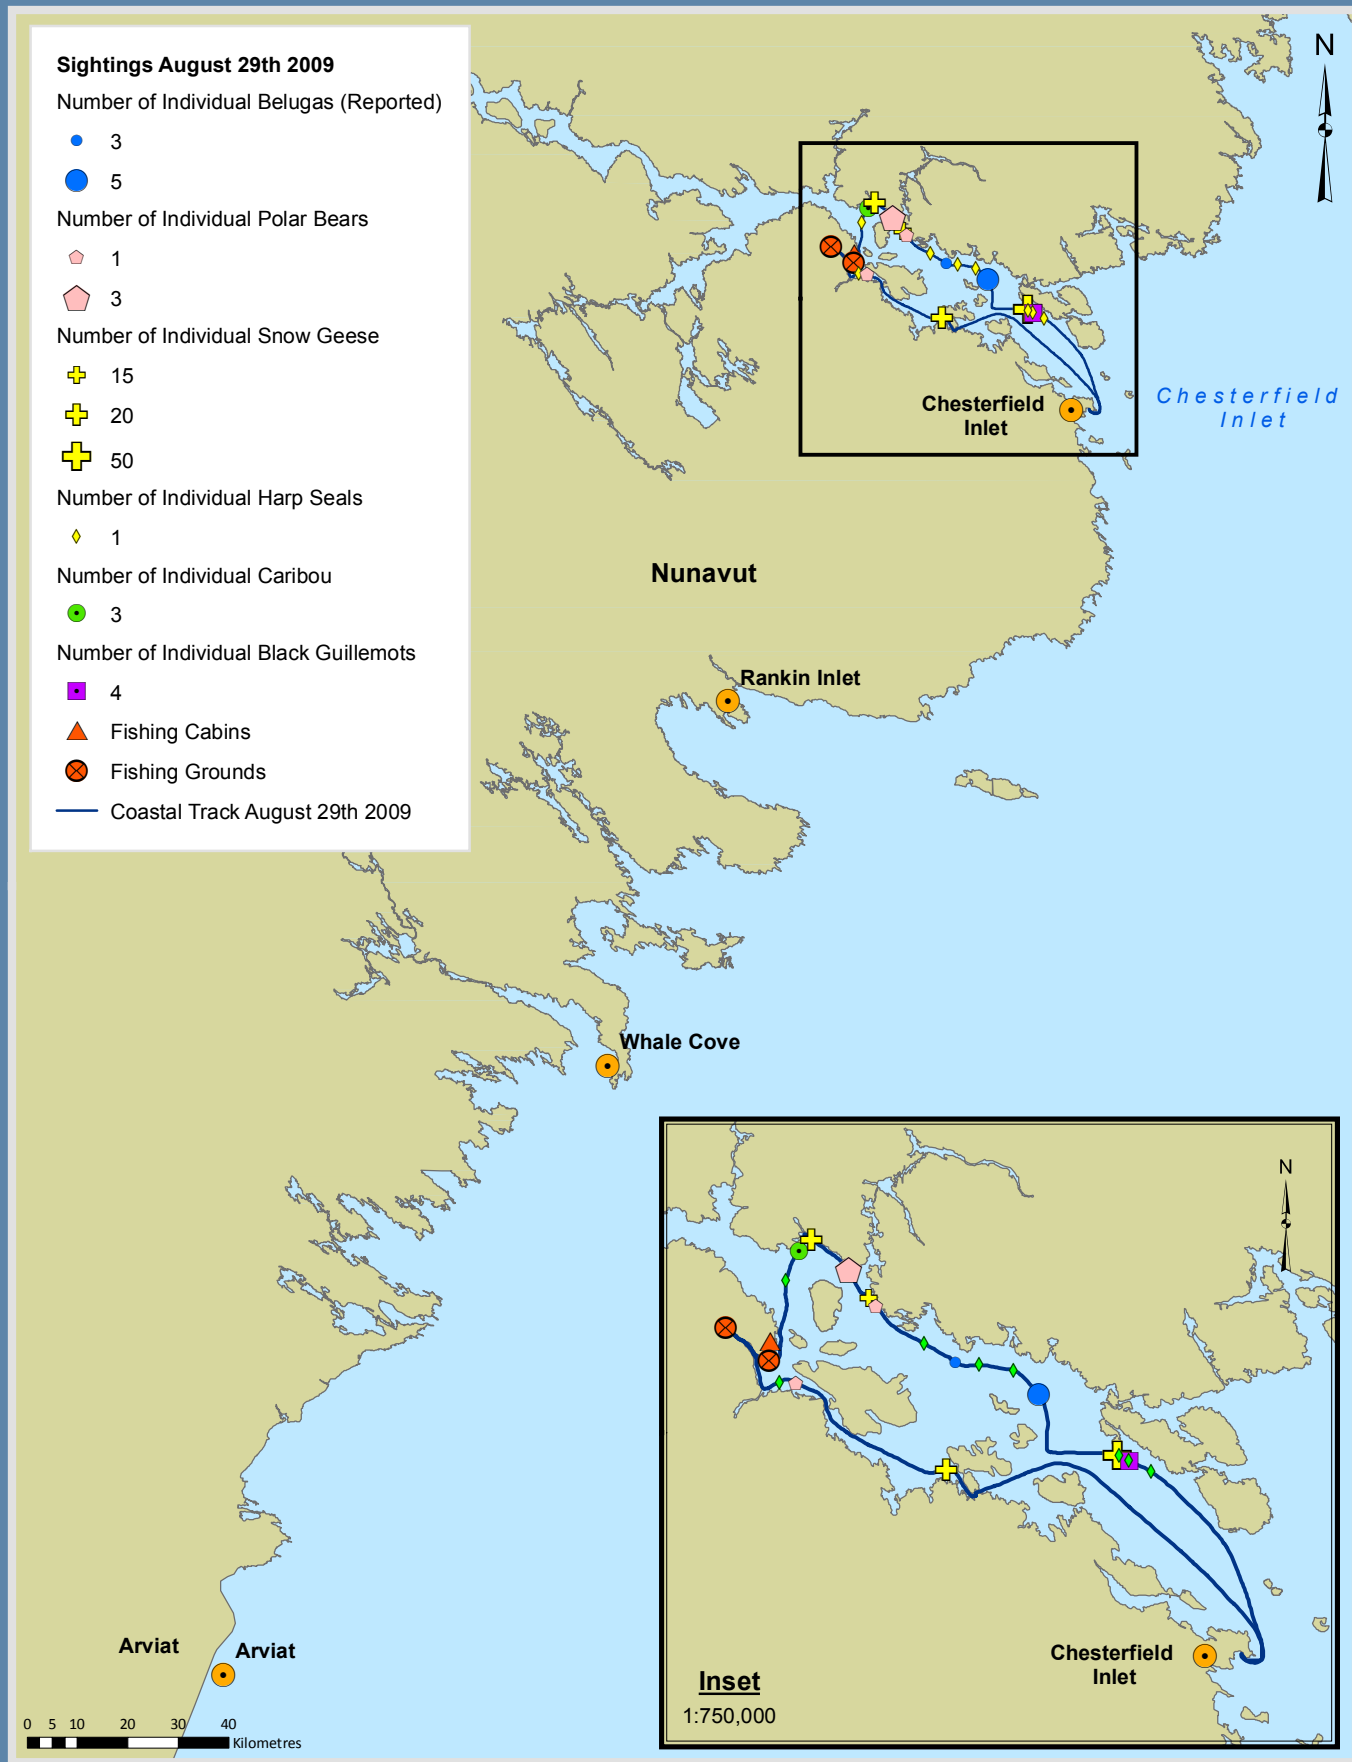 Sightings August 29th 2009
Number of Individual Belugas (Reported)
3
5
Number of Individual Polar Bears
1
3
Number of Individual Snow Geese
15
20
50
Number of Individual Harp Seals
1
Number of Individual Caribou
3
Number of Individual Black Guillemots
4
Fishing Cabins
Fishing Grounds
Coastal Track August 29th 2009
N
Chesterfield
Inlet
Chesterfield
Inlet
Nunavut
Rankin Inlet
Whale Cove
Arviat
Arviat
0 5 10 20 30 40
Kilometres
N
Chesterfield
Inlet
Inset
1:750,000